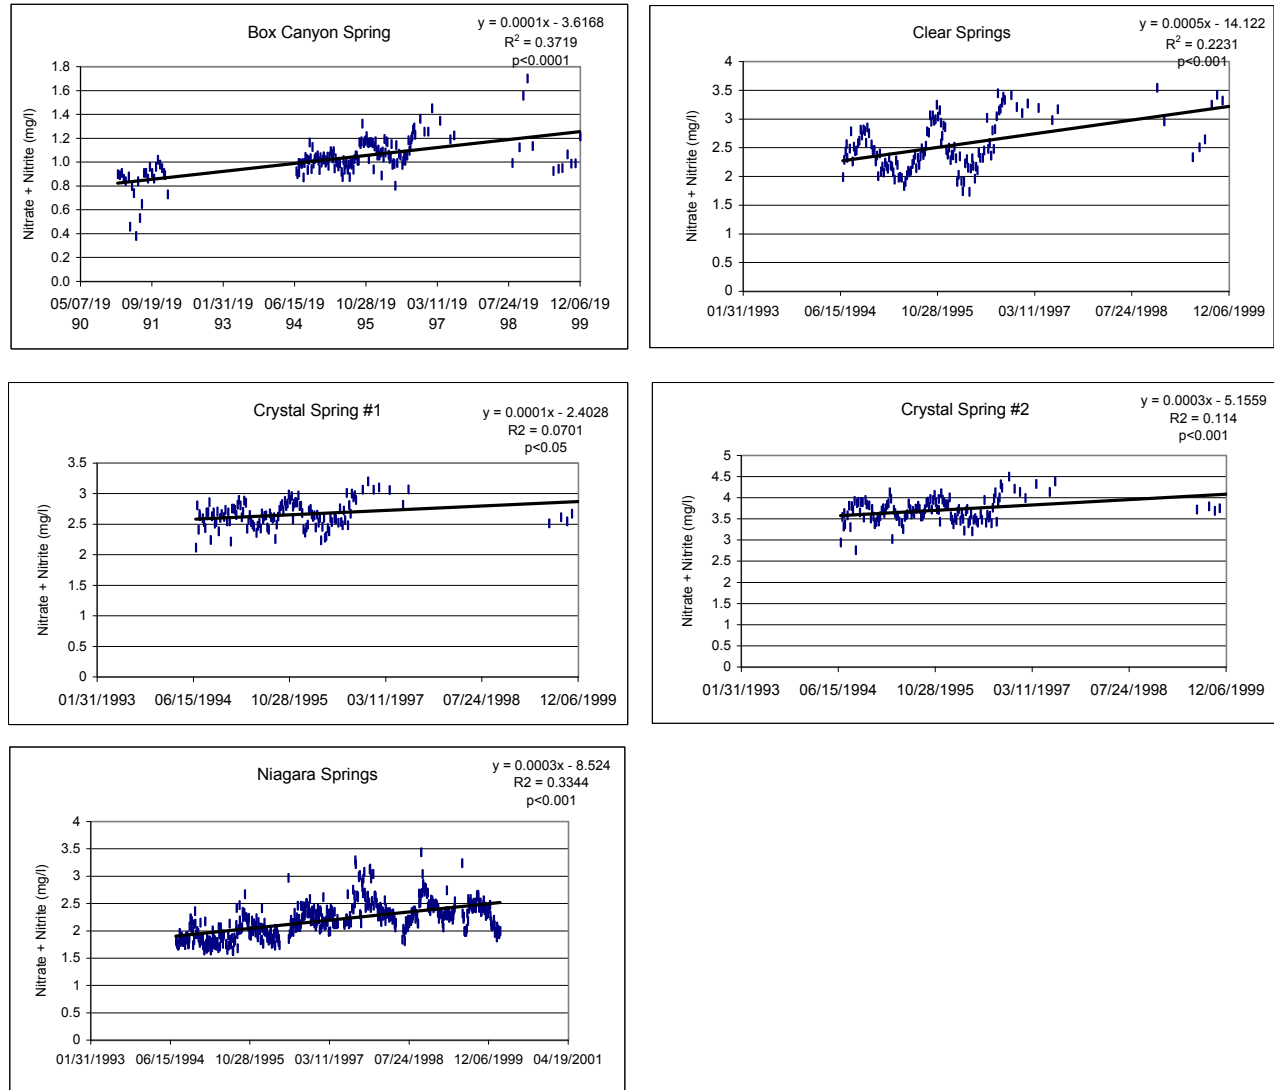 Box Canyon Spring
y = 0.0001x - 3.6168
R² = 0.3719
p<0.0001
Nitrate + Nitrite (mg/l)
1.8
1.6
1.4
1.2
1.0
0.8
0.6
0.4
0.2
0.0
05/07/19 09/19/19 01/31/19 06/15/19 10/28/19 03/11/19 07/24/19 12/06/19
90 91 93 94 95 97 98 99
Clear Springs
y = 0.0005x - 14.122
R² = 0.2231
p<0.001
Nitrate + Nitrite (mg/l)
4
3.5
3
2.5
2
1.5
1
0.5
0
01/31/1993 06/15/1994 10/28/1995 03/11/1997 07/24/1998 12/06/1999
Crystal Spring #1
y = 0.0001x - 2.4028
R2 = 0.0701
p<0.05
Nitrate + Nitrite (mg/l)
3.5
3
2.5
2
1.5
1
0.5
0
01/31/1993 06/15/1994 10/28/1995 03/11/1997 07/24/1998 12/06/1999
Crystal Spring #2
y = 0.0003x - 5.1559
R2 = 0.114
p<0.001
Nitrate + Nitrite (mg/l)
5
4.5
4
3.5
3
2.5
2
1.5
1
0.5
0
01/31/1993 06/15/1994 10/28/1995 03/11/1997 07/24/1998 12/06/1999
Niagara Springs
y = 0.0003x - 8.524
R2 = 0.3344
p<0.001
Nitrate + Nitrite (mg/l)
4
3.5
3
2.5
2
1.5
1
0.5
0
01/31/1993 06/15/1994 10/28/1995 03/11/1997 07/24/1998 12/06/1999 04/19/2001